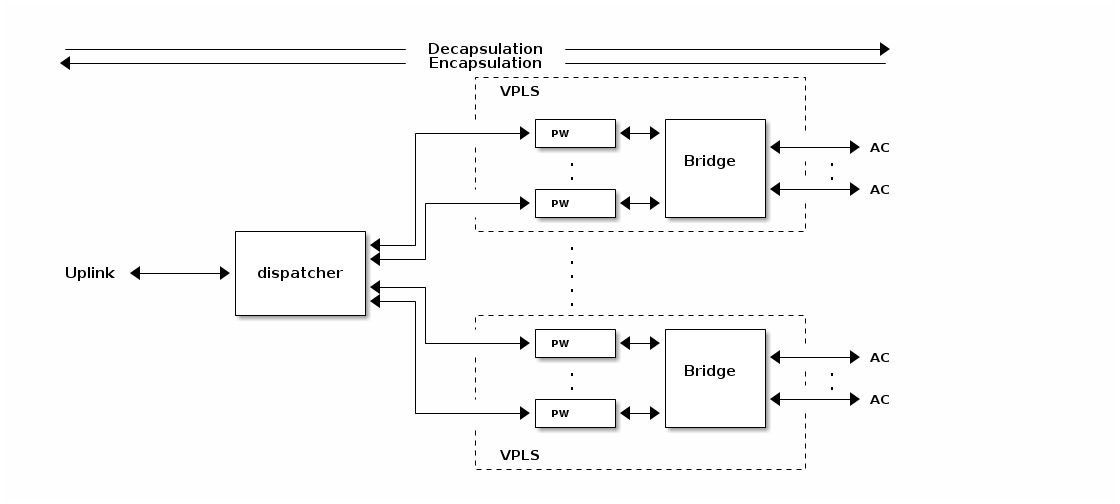 Decapsulation
Encapsulation
VPLS
PW
Bridge
AC
PW
AC
Uplink
dispatcher
PW
Bridge
AC
PW
AC
VPLS